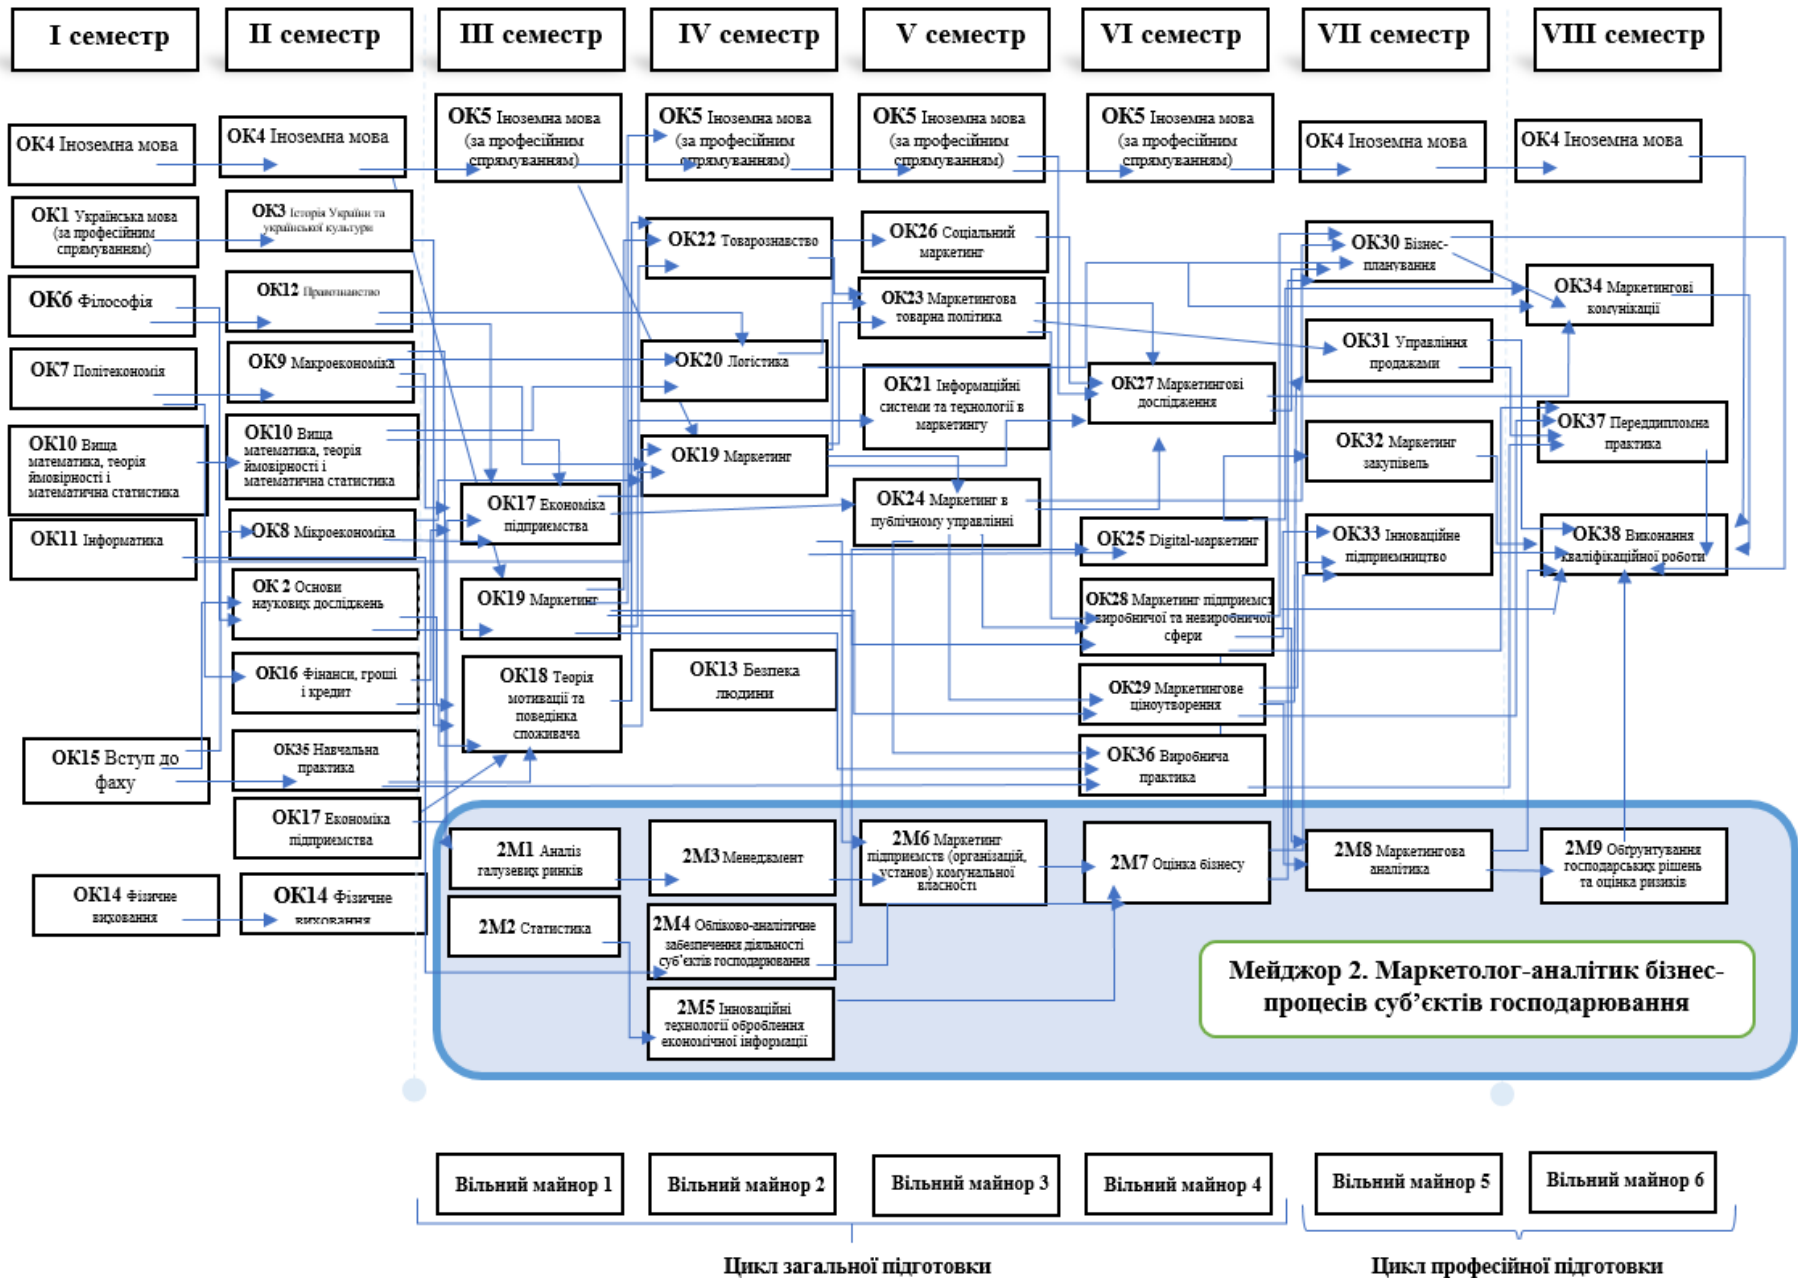 I семестр
II семестр
III семестр
IV семестр
V семестр
VI семестр
VII семестр
VIII семестр
ОК4 Іноземна мова
ОК1 Українська мова
(за професійним
спрямуванням)
ОК6 Філософія
ОК7 Політекономія
ОК10 Вища
математика, теорія
ймовірності і
математична статистика
ОК11 Інформатика
ОК15 Вступ до
фаху
ОК14 Фізичне
виховання
ОК4 Іноземна мова
ОК3 Історія України та
української культури
ОК12 Правознавство
ОК9 Макроекономіка
ОК10 Вища
математика, теорія
ймовірності і
математична статистика
ОК8 Мікроекономіка
ОК 2 Основи
наукових досліджень
ОК16 Фінанси, гроші
і кредит
ОК35 Навчальна
практика
ОК17 Економіка
підприємства
ОК14 Фізичне
виховання
ОК5 Іноземна мова
(за професійним
спрямуванням)
ОК17 Економіка
підприємства
ОК19 Маркетинг
ОК18 Теорія
мотивації та
поведінка
споживача
2М1 Аналіз
галузевих ринків
2М2 Статистика
ОК5 Іноземна мова
(за професійним
спрямуванням)
ОК22 Товарознавство
ОК20 Логістика
ОК19 Маркетинг
ОК13 Безпека
людини
2М3 Менеджмент
2М4 Обліково-аналітичне
забезпечення діяльності
суб’єктів господарювання
2М5 Інноваційні
технології оброблення
економічної інформації
ОК5 Іноземна мова
(за професійним
спрямуванням)
ОК26 Соціальний
маркетинг
ОК23 Маркетингова
товарна політика
ОК21 Інформаційні
системи та технології в
маркетингу
ОК24 Маркетинг в
публічному управлінні
2М6 Маркетинг
підприємств (організацій,
установ) комунальної
власності
ОК5 Іноземна мова
(за професійним
спрямуванням)
ОК27 Маркетингові
дослідження
ОК25 Digital-маркетинг
ОК28 Маркетинг підприємст
виробничої та невиробничої
сфери
ОК29 Маркетингове
ціноутворення
ОК36 Виробнича
практика
2М7 Оцінка бізнесу
ОК4 Іноземна мова
ОК30 Бізнес-
планування
ОК31 Управління
продажами
ОК32 Маркетинг
закупівель
ОК33 Інноваційне
підприємництво
2М8 Маркетингова
аналітика
ОК4 Іноземна мова
ОК34 Маркетингові
комунікації
ОК37 Переддипломна
практика
ОК38 Виконання
кваліфікаційної роботи
2М9 Обґрунтування
господарських рішень
та оцінка ризиків
Мейджор 2. Маркетолог-аналітик бізнес-
процесів суб’єктів господарювання
Вільний майнор 1
Вільний майнор 2
Вільний майнор 3
Вільний майнор 4
Вільний майнор 5
Вільний майнор 6
Цикл загальної підготовки
Цикл професійної підготовки